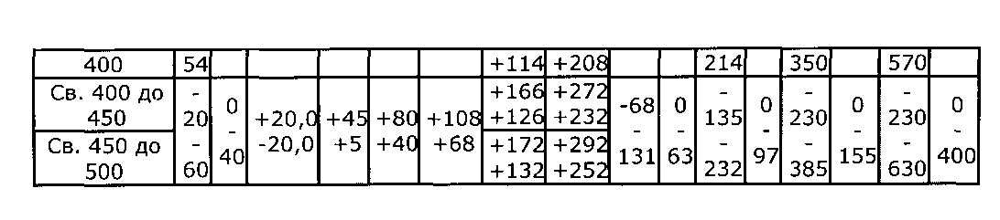 400 54 +114 +208 214 350 570
Св. 400 до 450 - 20 - 60 0 - 40 +20,0 -20,0 +45 +5 +80 +40 +108 +68 +166 +126 +272 +232 -68 - 131 0 - 63 - 135 - 232 0 - 97 - 230 - 385 0 - 155 - 230 - 630 0 - 400
Св. 450 до 500 +172 +132 +292 +252